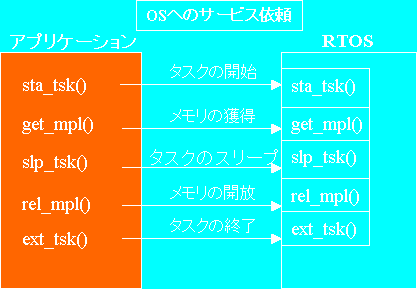 OSへのサービス依頼
アプリケーション RTOS
sta_tsk() タスクの開始 sta_tsk()
get_mpl() メモリの獲得 get_mpl()
slp_tsk() タスクのスリープ slp_tsk()
rel_mpl() メモリの開放 rel_mpl()
ext_tsk() タスクの終了 ext_tsk()